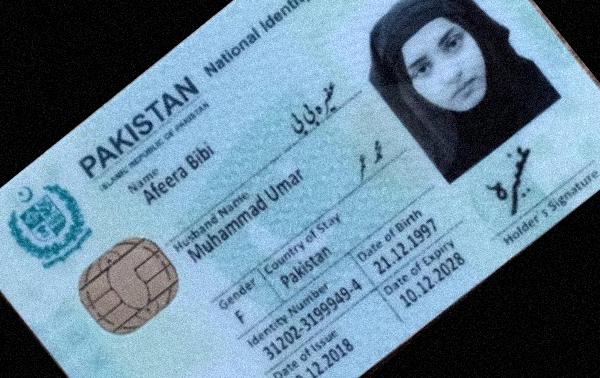 PAKISTAN National Identi
ISLAMIC REPUBLIC OF PAKISTAN
Name
Afeera Bibi
عفیرہ بی بی
Husband Name
Muhammad Umar
محمد عمر
Gender Country of Stay Date of Birth
F Pakistan 21.12.1997
Identity Number Date of Expiry
31202-3199949-4 10.12.2028
Date of Issue
.12.2018
عفیرہ
Holder's Signature